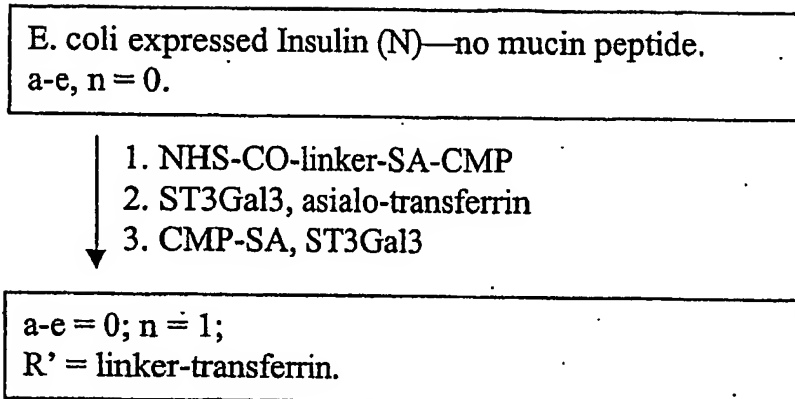 E. coli expressed Insulin (N)—no mucin peptide.
a-e, n = 0.
1. NHS-CO-linker-SA-CMP
2. ST3Gal3, asialo-transferrin
3. CMP-SA, ST3Gal3
a-e = 0; n = 1;
R' = linker-transferrin.